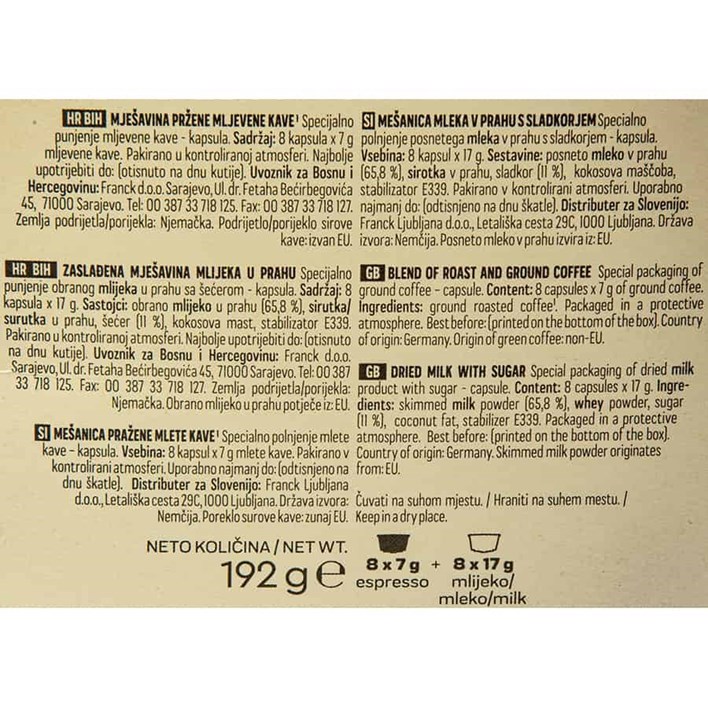 HR BIH MJEŠAVINA PRŽENE MLJEVENE KAVE¹ Specijalno
punjenje mljevene kave - kapsula. Sadržaj: 8 kapsula x 7 g
mljevene kave. Pakirano u kontroliranoj atmosferi. Najbolje
upotrijebiti do: (otisnuto na dnu kutije). Uvoznik za Bosnu i
Hercegovinu: Franck d.o.o. Sarajevo, Ul. dr. Fetaha Bećirbegovića
45, 71000 Sarajevo. Tel: 00 387 33 718 125. Fax: 00 387 33 718 127.
Zemlja podrijetla/porijekla: Njemačka. Podrijetlo/porijeklo sirove
kave: izvan EU.
HR BIH ZASLAĐENA MJEŠAVINA MLIJEKA U PRAHU Specijalno
punjenje obranog mlijeka u prahu sa šećerom - kapsula. Sadržaj: 8
kapsula x 17 g. Sastojci: obrano mlijeko u prahu (65,8 %), sirutka/
surutka u prahu, šećer (11 %), kokosova mast, stabilizator E339.
Pakirano u kontroliranoj atmosferi. Najbolje upotrijebiti do: (otisnuto
na dnu kutije). Uvoznik za Bosnu i Hercegovinu: Franck d.o.o.
Sarajevo, Ul. dr. Fetaha Bećirbegovića 45, 71000 Sarajevo. Tel: 00 387
33 718 125. Fax: 00 387 33 718 127. Zemlja podrijetla/porijekla:
Njemačka. Obrano mlijeko u prahu potječe iz: EU.
SI MEŠANICA PRAŽENE MLETE KAVE¹ Specialno polnjenje mlete
kave – kapsula. Vsebina: 8 kapsul x 7 g mlete kave. Pakirano v
kontrolirani atmosferi. Uporabno najmanj do: (odtisnjeno na
dnu škatle). Distributer za Slovenijo: Franck Ljubljana
d.o.o., Letališka cesta 29C, 1000 Ljubljana. Država izvora:
Nemčija. Poreklo surove kave: zunaj EU.
SI MEŠANICA MLEKA V PRAHU S SLADKORJEM Specialno
polnjenje posnetega mleka v prahu s sladkorjem - kapsula.
Vsebina: 8 kapsul x 17 g. Sestavine: posneto mleko v prahu
(65,8 %), sirotka v prahu, sladkor (11 %), kokosova maščoba,
stabilizator E339. Pakirano v kontrolirani atmosferi. Uporabno
najmanj do: (odtisnjeno na dnu škatle). Distributer za Slovenijo:
Franck Ljubljana d.o.o., Letališka cesta 29C, 1000 Ljubljana. Država
izvora: Nemčija. Posneto mleko v prahu izvira iz: EU.
GB BLEND OF ROAST AND GROUND COFFEE Special packaging of
ground coffee – capsule. Content: 8 capsules x 7 g of ground coffee.
Ingredients: ground roasted coffee¹. Packaged in a protective
atmosphere. Best before: (printed on the bottom of the box). Country
of origin: Germany. Origin of green coffee: non-EU.
GB DRIED MILK WITH SUGAR Special packaging of dried milk
product with sugar - capsule. Content: 8 capsules x 17 g. Ingre-
dients: skimmed milk powder (65,8 %), whey powder, sugar
(11 %), coconut fat, stabilizer E339. Packaged in a protective
atmosphere. Best before: (printed on the bottom of the box).
Country of origin: Germany. Skimmed milk powder originates
from: EU.
Čuvati na suhom mjestu. / Hraniti na suhem mestu. /
Keep in a dry place.
NETO KOLIČINA / NET WT.
192 g ℮
8 x 7g + 8 x 17g
espresso mlijeko/
mleko/milk